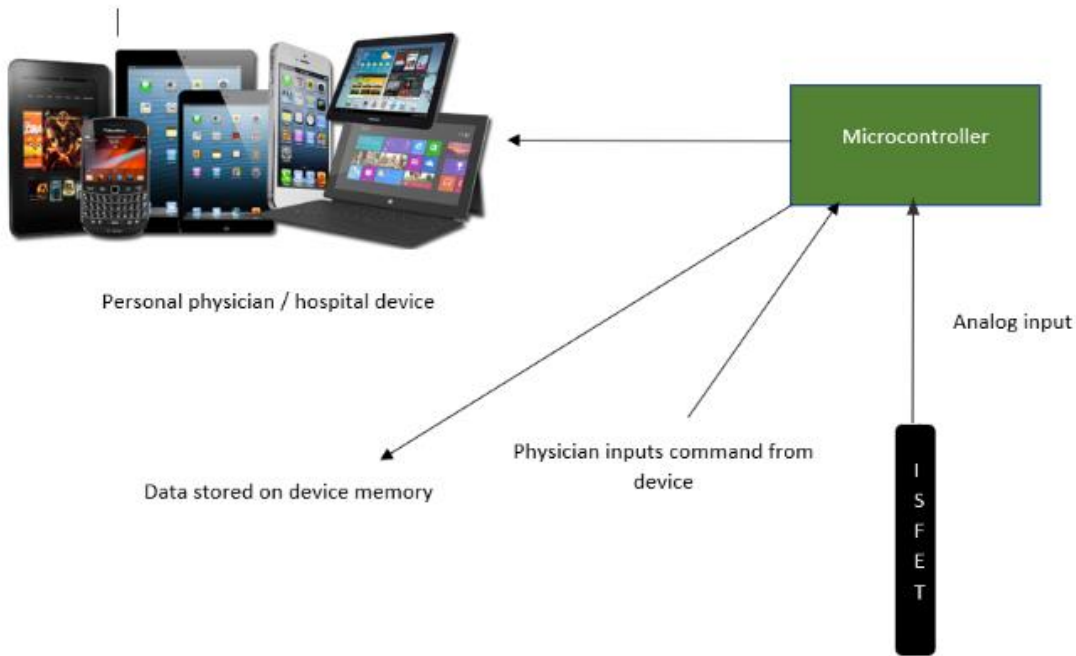 Microcontroller
Personal physician / hospital device
Analog input
Physician inputs command from
device
Data stored on device memory
I
S
F
E
T